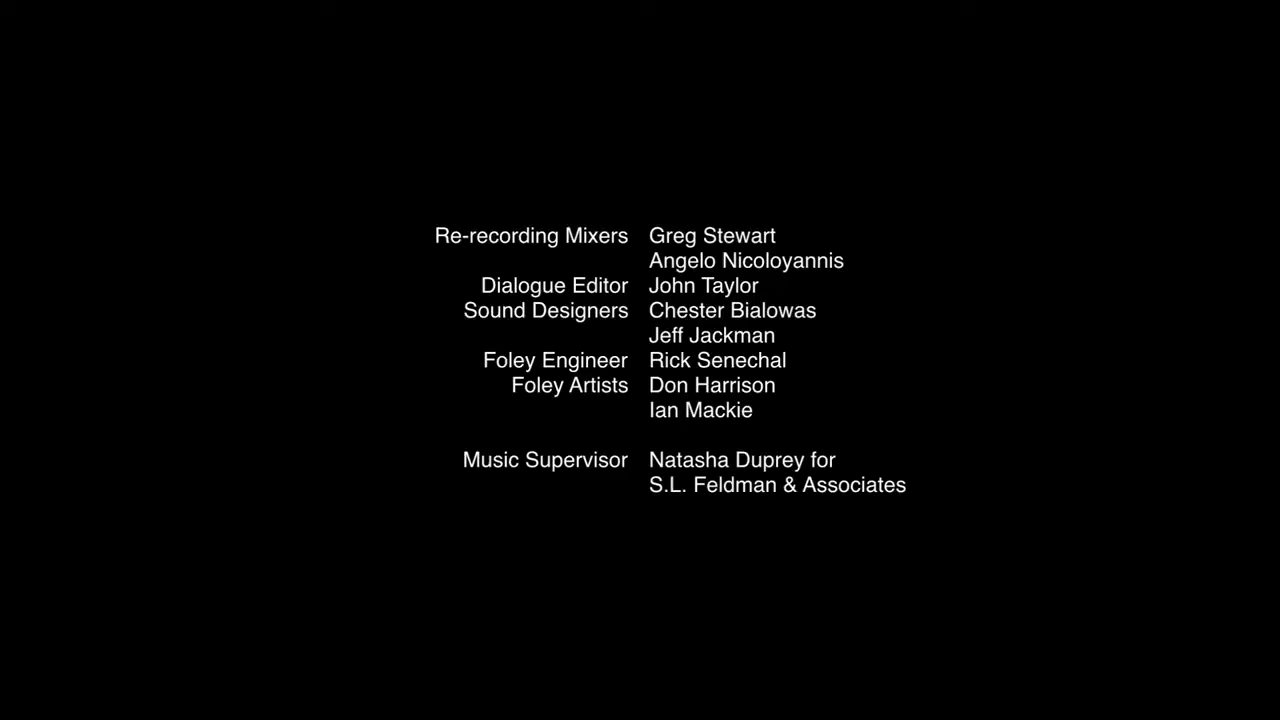 Re-recording Mixers Greg Stewart
Angelo Nicoloyannis
Dialogue Editor John Taylor
Sound Designers Chester Bialowas
Jeff Jackman
Foley Engineer Rick Senechal
Foley Artists Don Harrison
Ian Mackie
Music Supervisor Natasha Duprey for
S.L. Feldman & Associates